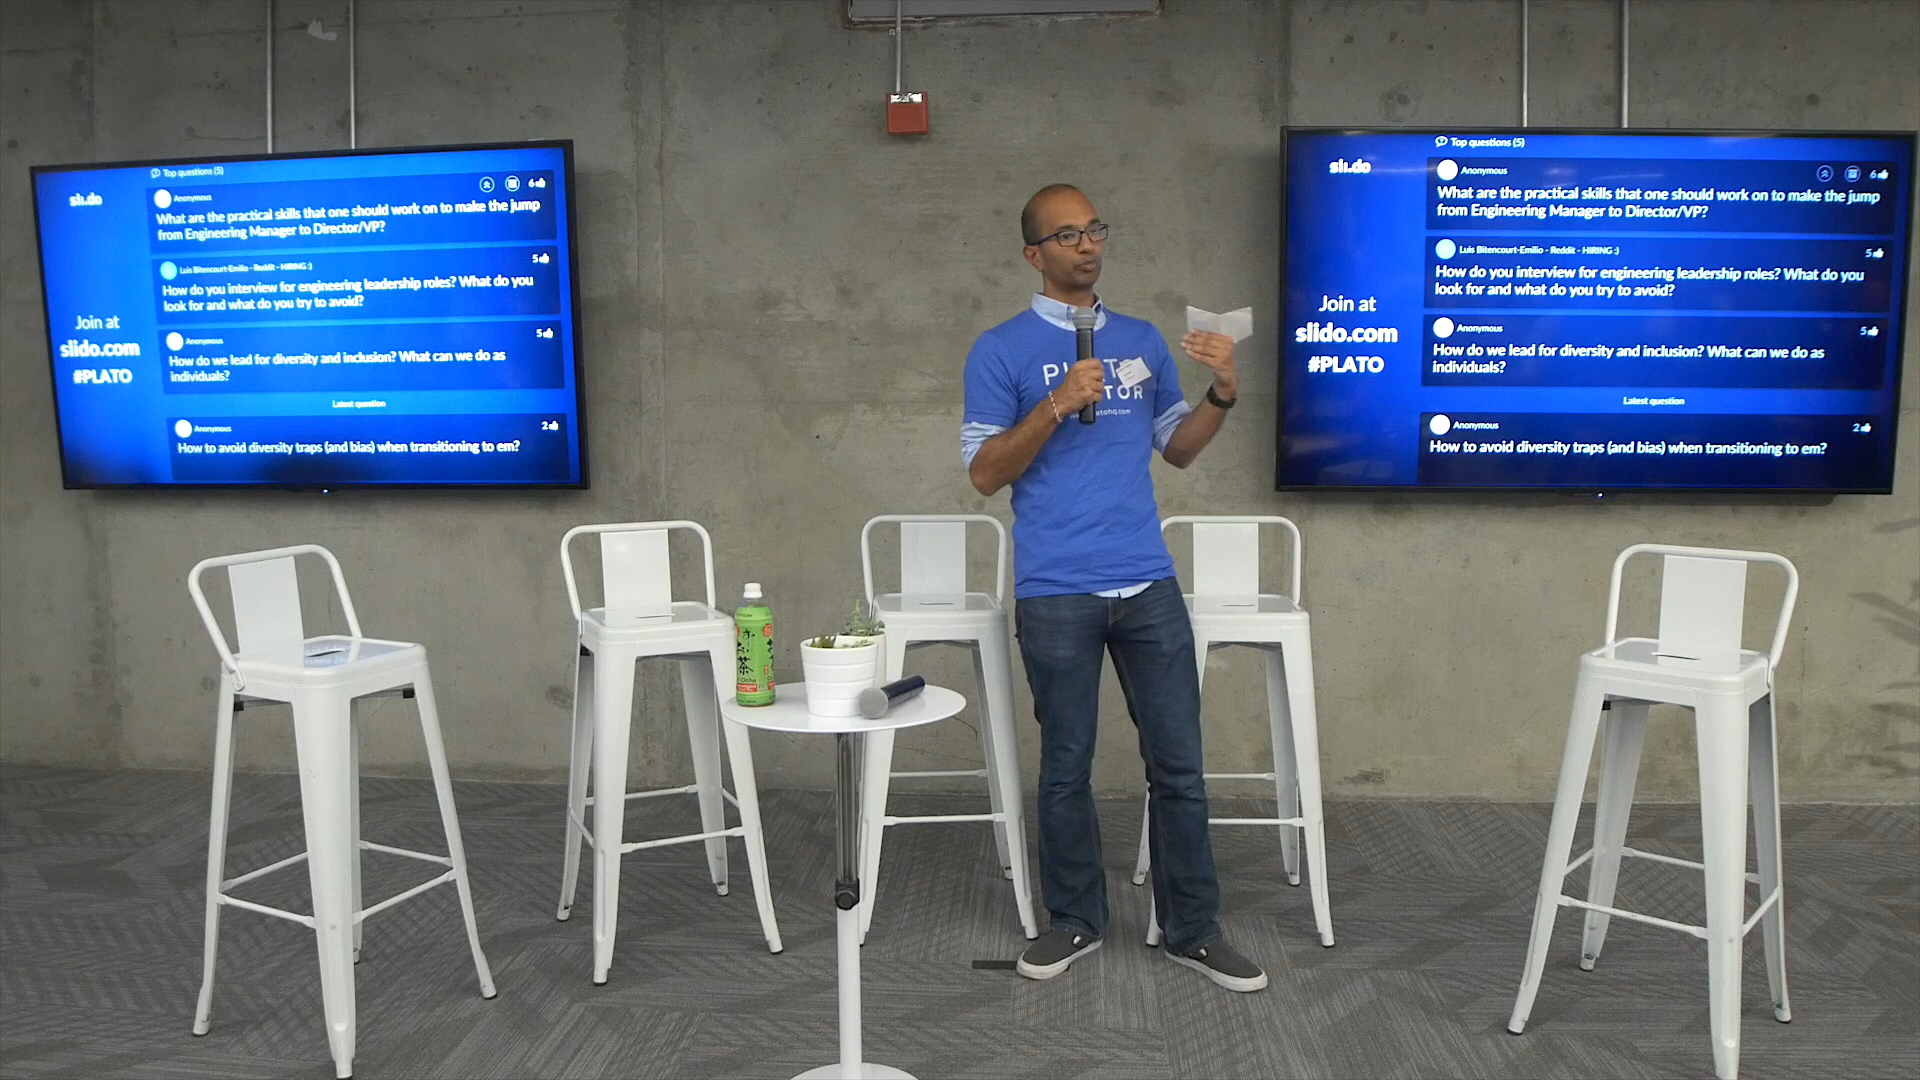 Top questions (5)
sli.do
Anonymous
6
What are the practical skills that one should work on to make the jump
from Engineering Manager to Director/VP?
Luis Bitencourt-Emilio - Reddit - HIRING :)
5
How do you interview for engineering leadership roles? What do you
look for and what do you try to avoid?
Join at
slido.com
#PLATO
Anonymous
5
How do we lead for diversity and inclusion? What can we do as
individuals?
Latest question
Anonymous
2
How to avoid diversity traps (and bias) when transitioning to em?
お
茶
Top questions (5)
sli.do
Anonymous
6
What are the practical skills that one should work on to make the jump
from Engineering Manager to Director/VP?
Luis Bitencourt-Emilio - Reddit - HIRING :)
5
How do you interview for engineering leadership roles? What do you
look for and what do you try to avoid?
Join at
slido.com
#PLATO
Anonymous
5
How do we lead for diversity and inclusion? What can we do as
individuals?
Latest question
Anonymous
2
How to avoid diversity traps (and bias) when transitioning to em?